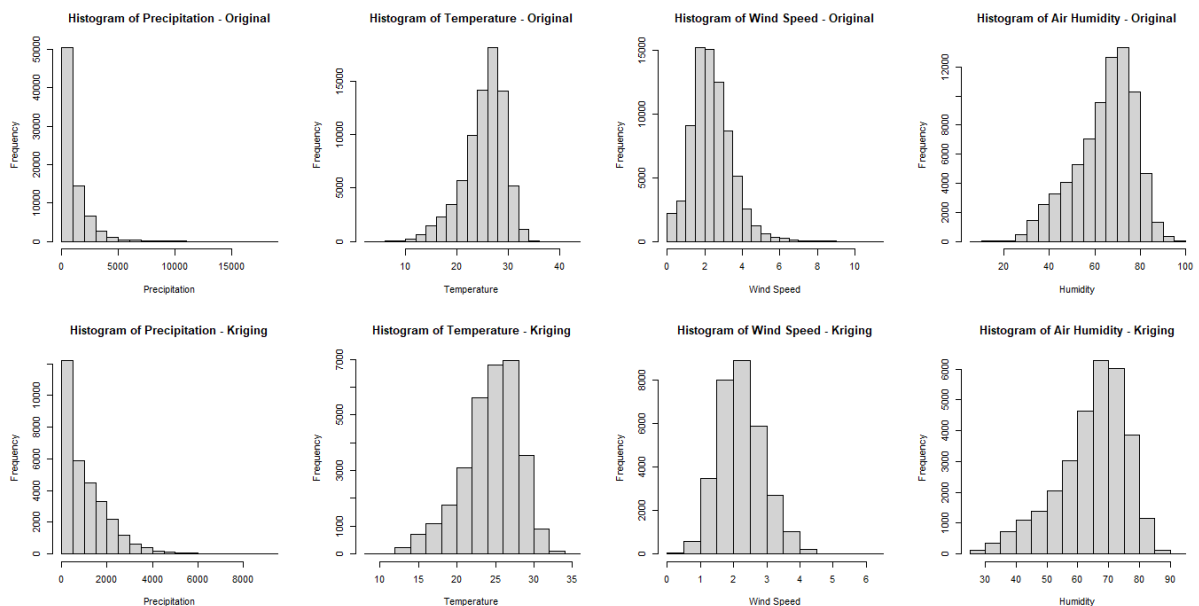 Histogram of Precipitation - Original
Frequency
0 10000 20000 30000 40000 50000
0 5000 10000 15000
Precipitation
Histogram of Temperature - Original
Frequency
0 5000 10000 15000
10 20 30 40
Temperature
Histogram of Wind Speed - Original
Frequency
0 5000 10000 15000
0 2 4 6 8 10
Wind Speed
Histogram of Air Humidity - Original
Frequency
0 2000 4000 6000 8000 12000
20 40 60 80 100
Humidity
Histogram of Precipitation - Kriging
Frequency
0 2000 4000 6000 8000 10000
0 2000 4000 6000 8000
Precipitation
Histogram of Temperature - Kriging
Frequency
0 1000 3000 5000 7000
10 15 20 25 30 35
Temperature
Histogram of Wind Speed - Kriging
Frequency
0 2000 4000 6000 8000
0 1 2 3 4 5 6
Wind Speed
Histogram of Air Humidity - Kriging
Frequency
0 1000 2000 3000 4000 5000 6000
30 40 50 60 70 80 90
Humidity